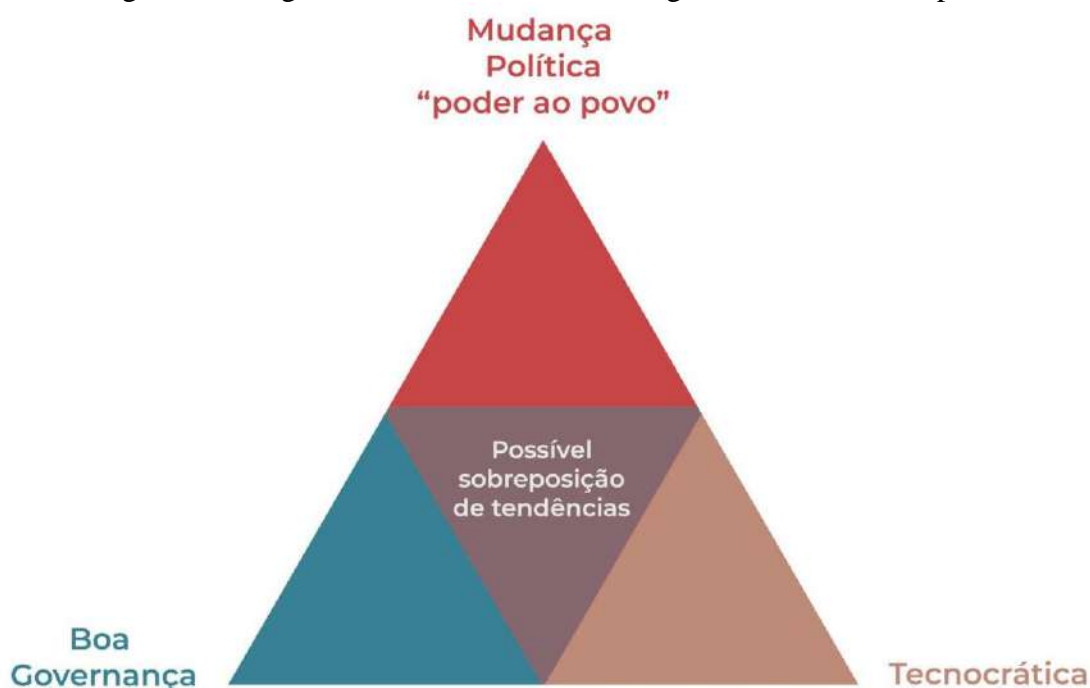 Mudança
Política
“poder ao povo”
Possível
sobreposição
de tendências
Boa
Governança
Tecnocrática